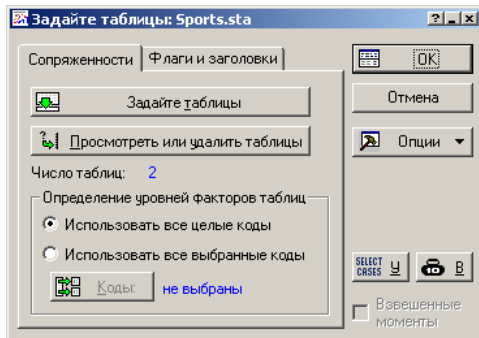 Задайте таблицы: Sports.sta
Сопряженности Флаги и заголовки
OK
Задайте таблицы
Отмена
Просмотреть или удалить таблицы
Опции
Число таблиц: 2
Определение уровней факторов таблиц
Использовать все целые коды
Использовать все выбранные коды
SELECT CASES У
В
Коды: не выбраны
Взвешенные
моменты